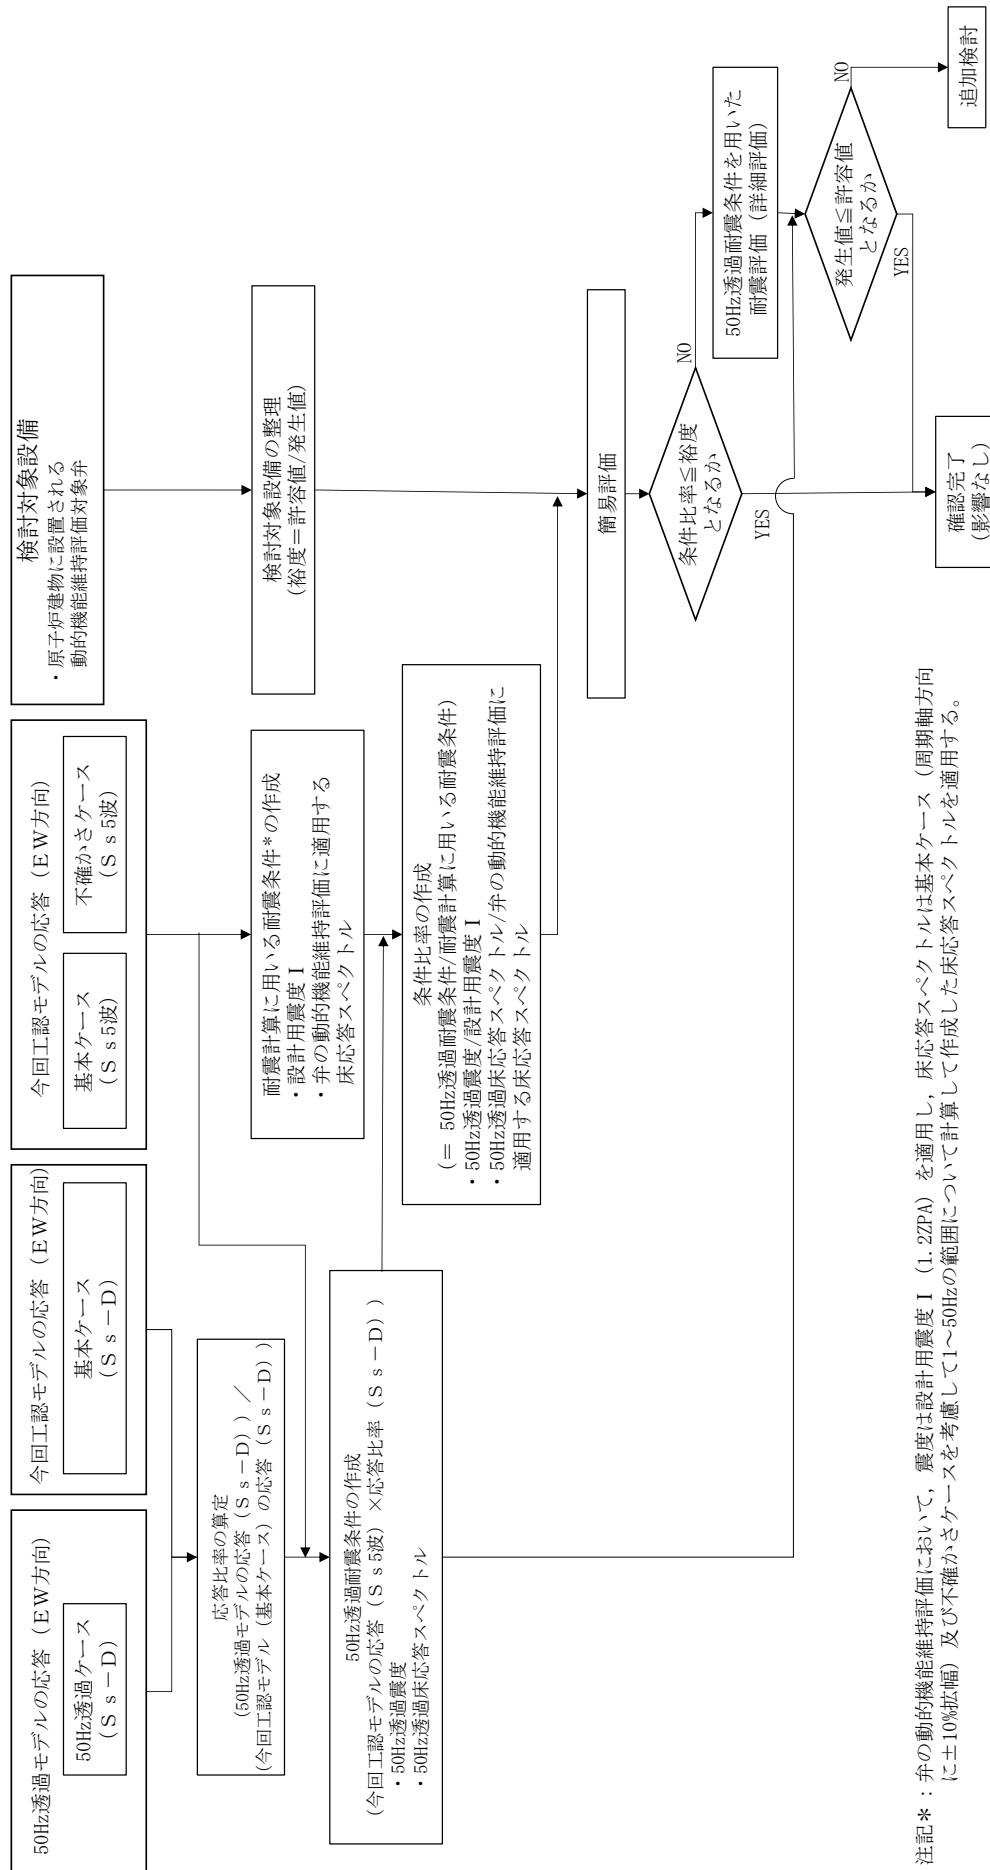 50Hz透過モデルの応答（EW方向）
50Hz透過ケース
（Ｓｓ－Ｄ）
今回工認モデルの応答（EW方向）
基本ケース
（Ｓｓ－Ｄ）
今回工認モデルの応答（EW方向）
基本ケース
（Ｓｓ5波）
不確かさケース
（Ｓｓ5波）
検討対象設備
・原子炉建物に設置される
動的機能維持評価対象弁
応答比率の算定
（50Hz透過モデルの応答（Ｓｓ－Ｄ））／
（今回工認モデル（基本ケース）の応答（Ｓｓ－Ｄ））
耐震計算に用いる耐震条件*の作成
・設計用震度Ⅰ
・弁の動的機能維持評価に適用する
床応答スペクトル
検討対象設備の整理
（裕度＝許容値/発生値）
50Hz透過耐震条件の作成
（今回工認モデルの応答（Ｓｓ5波）×応答比率（Ｓｓ－Ｄ））
・50Hz透過震度
・50Hz透過床応答スペクトル
条件比率の作成
（＝ 50Hz透過耐震条件/耐震計算に用いる耐震条件）
・50Hz透過震度/設計用震度Ⅰ
・50Hz透過床応答スペクトル/弁の動的機能維持評価に
適用する床応答スペクトル
簡易評価
条件比率≦裕度
となるか
NO
YES
50Hz透過耐震条件を用いた
耐震評価（詳細評価）
発生値≦許容値
となるか
NO
YES
確認完了
（影響なし）
追加検討
注記＊：弁の動的機能維持評価において，震度は設計用震度Ⅰ（1.2ZPA）を適用し，床応答スペクトルは基本ケース（周期軸方向
に±10%拡幅）及び不確かさケースを考慮して1～50Hzの範囲について計算して作成した床応答スペクトルを適用する。